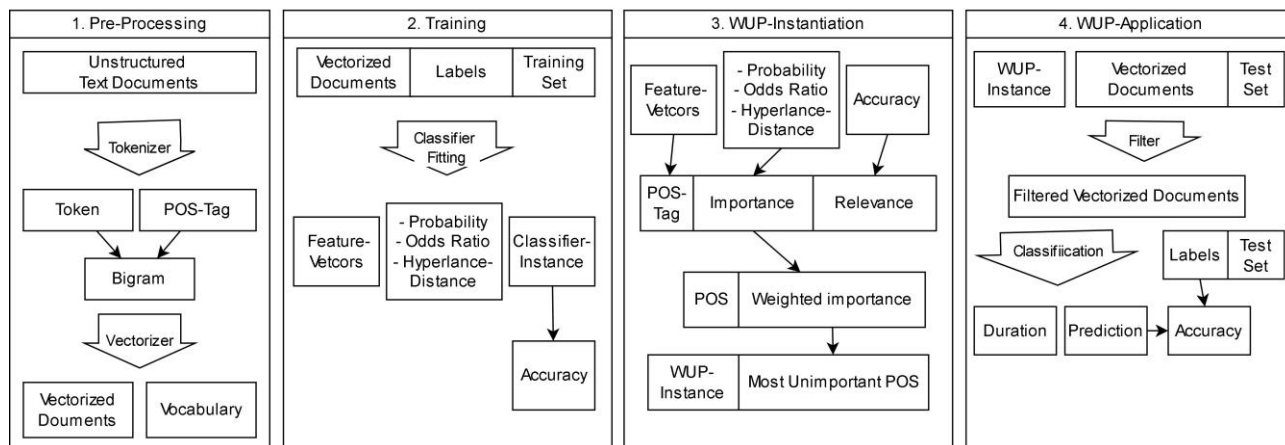 1. Pre-Processing
Unstructured
Text Documents
Tokenizer
Token
POS-Tag
Bigram
Vectorizer
Vectorized
Douments
Vocabulary
2. Training
Vectorized
Documents
Labels
Training
Set
Classifier
Fitting
Feature-
Vetcors
- Probability
- Odds Ratio
- Hyperlance-
Distance
Classifier-
Instance
Accuracy
3. WUP-Instantiation
Feature-
Vetcors
- Probability
- Odds Ratio
- Hyperlance-
Distance
Accuracy
POS-
Tag
Importance
Relevance
POS
Weighted importance
WUP-
Instance
Most Unimportant POS
4. WUP-Application
WUP-
Instance
Vectorized
Documents
Test
Set
Filter
Filtered Vectorized Documents
Classifiication
Labels
Test
Set
Duration
Prediction
Accuracy